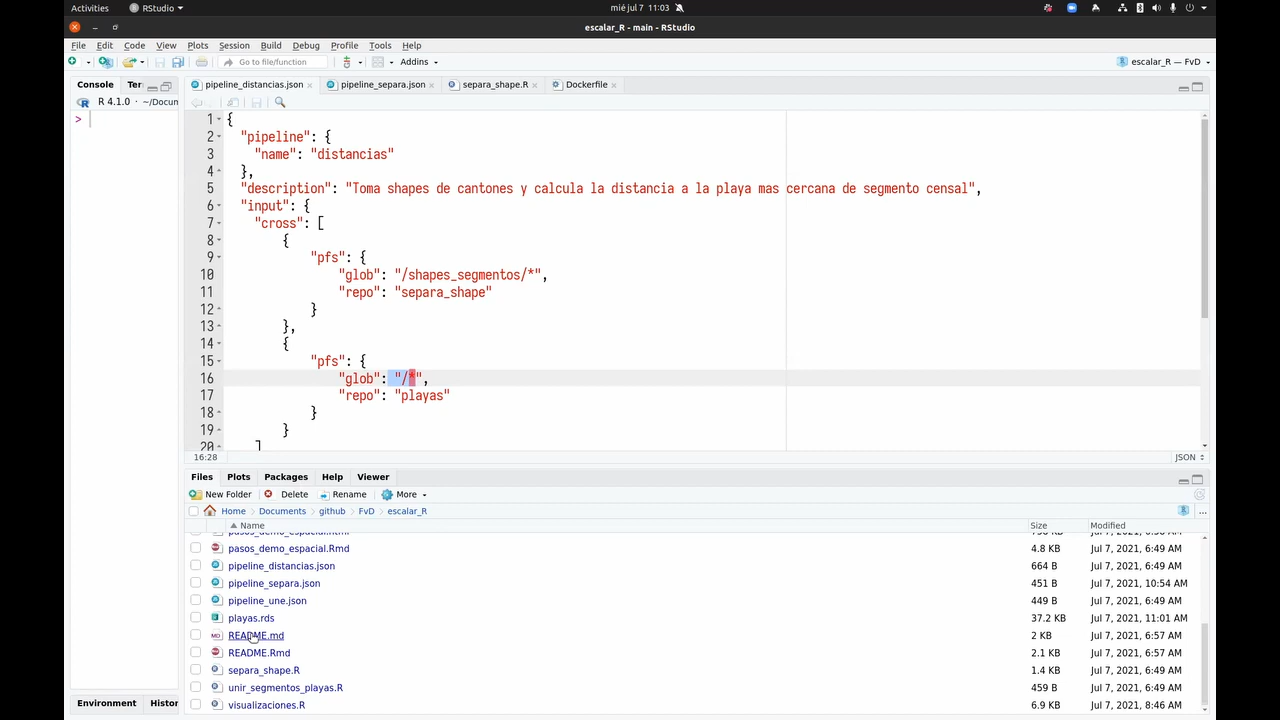 Activities RStudio mié jul 7 11:03
escalar_R - main - RStudio
File Edit Code View Plots Session Build Debug Profile Tools Help
Go to file/function Addins escalar_R — FvD
Console Ter
R 4.1.0 · ~/Docun
>
pipeline_distancias.json pipeline_separa.json separa_shape.R Dockerfile
1 {
2 "pipeline": {
3 "name": "distancias"
4 },
5 "description": "Toma shapes de cantones y calcula la distancia a la playa mas cercana de segmento censal",
6 "input": {
7 "cross": [
8 {
9 "pfs": {
10 "glob": "/shapes_segmentos/*",
11 "repo": "separa_shape"
12 }
13 },
14 {
15 "pfs": {
16 "glob": "/*",
17 "repo": "playas"
18 }
19 }
20 ]
16:28 JSON
Files Plots Packages Help Viewer
New Folder Delete Rename More
Home Documents github FvD escalar_R
Name Size Modified
pasos_demo_espacial.Rmd 4.8 KB Jul 7, 2021, 6:49 AM
pipeline_distancias.json 664 B Jul 7, 2021, 6:49 AM
pipeline_separa.json 451 B Jul 7, 2021, 10:54 AM
pipeline_une.json 449 B Jul 7, 2021, 6:49 AM
playas.rds 37.2 KB Jul 7, 2021, 11:01 AM
README.md 2 KB Jul 7, 2021, 6:57 AM
README.Rmd 2.1 KB Jul 7, 2021, 6:57 AM
separa_shape.R 1.4 KB Jul 7, 2021, 6:49 AM
unir_segmentos_playas.R 459 B Jul 7, 2021, 6:49 AM
visualizaciones.R 6.9 KB Jul 7, 2021, 8:46 AM
Environment Histor